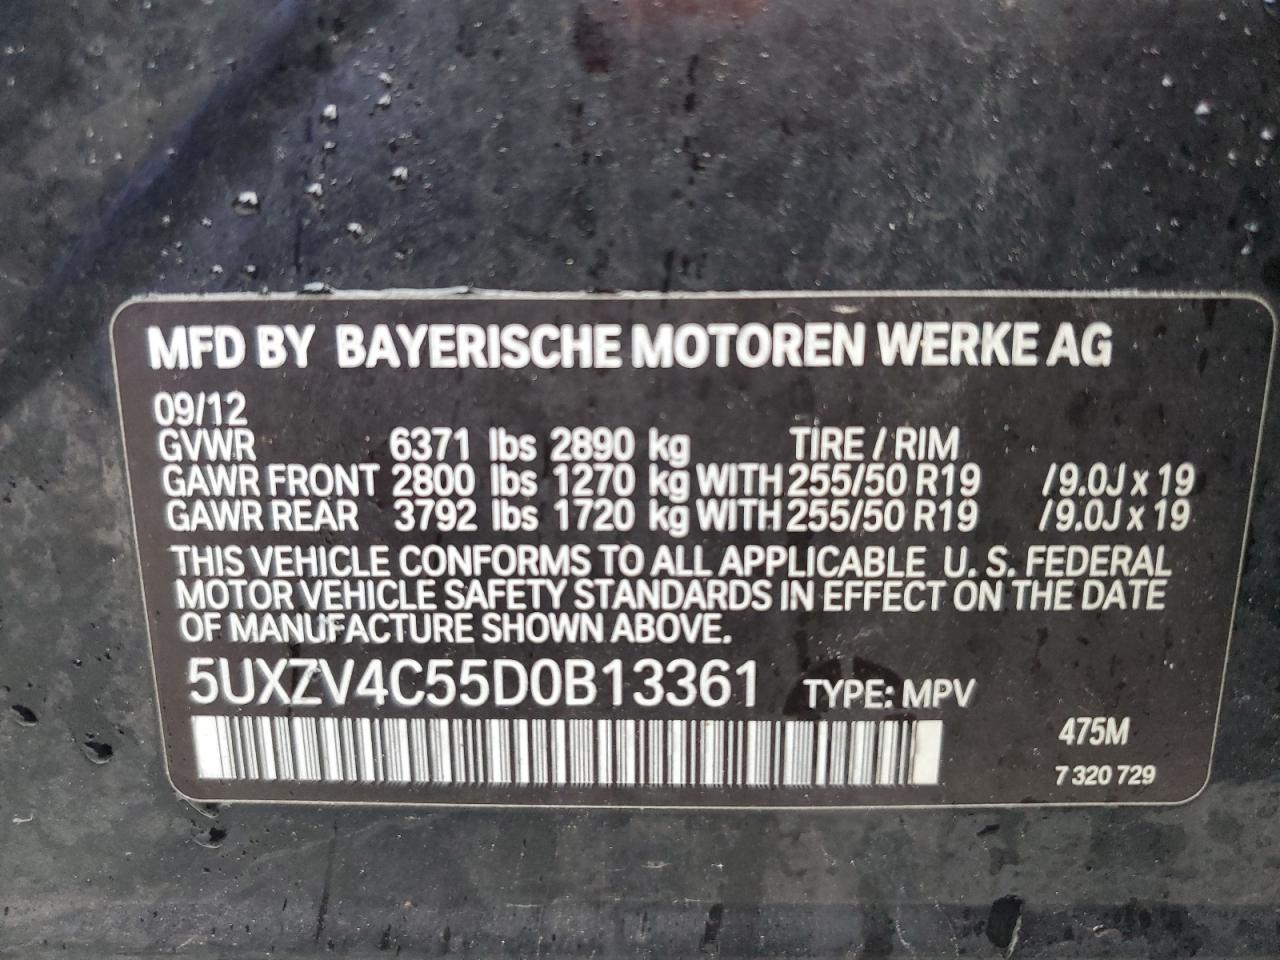 MFD BY BAYERISCHE MOTOREN WERKE AG
09/12
GVWR 6371 lbs 2890 kg TIRE / RIM
GAWR FRONT 2800 lbs 1270 kg WITH 255/50 R19 /9.0J x 19
GAWR REAR 3792 lbs 1720 kg WITH 255/50 R19 /9.0J x 19
THIS VEHICLE CONFORMS TO ALL APPLICABLE U. S. FEDERAL
MOTOR VEHICLE SAFETY STANDARDS IN EFFECT ON THE DATE
OF MANUFACTURE SHOWN ABOVE.
5UXZV4C55D0B13361 TYPE: MPV
475M
7 320 729